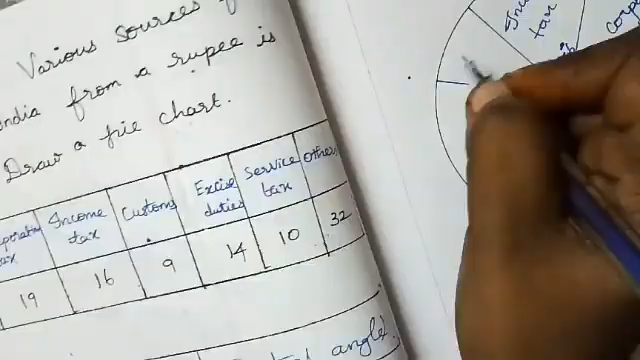 Various sources of
India from a rupee is
Draw a pie chart.
Income tax
Customs
Excise duties
Service tax
Others
19
16
9
14
10
32
tax
angle